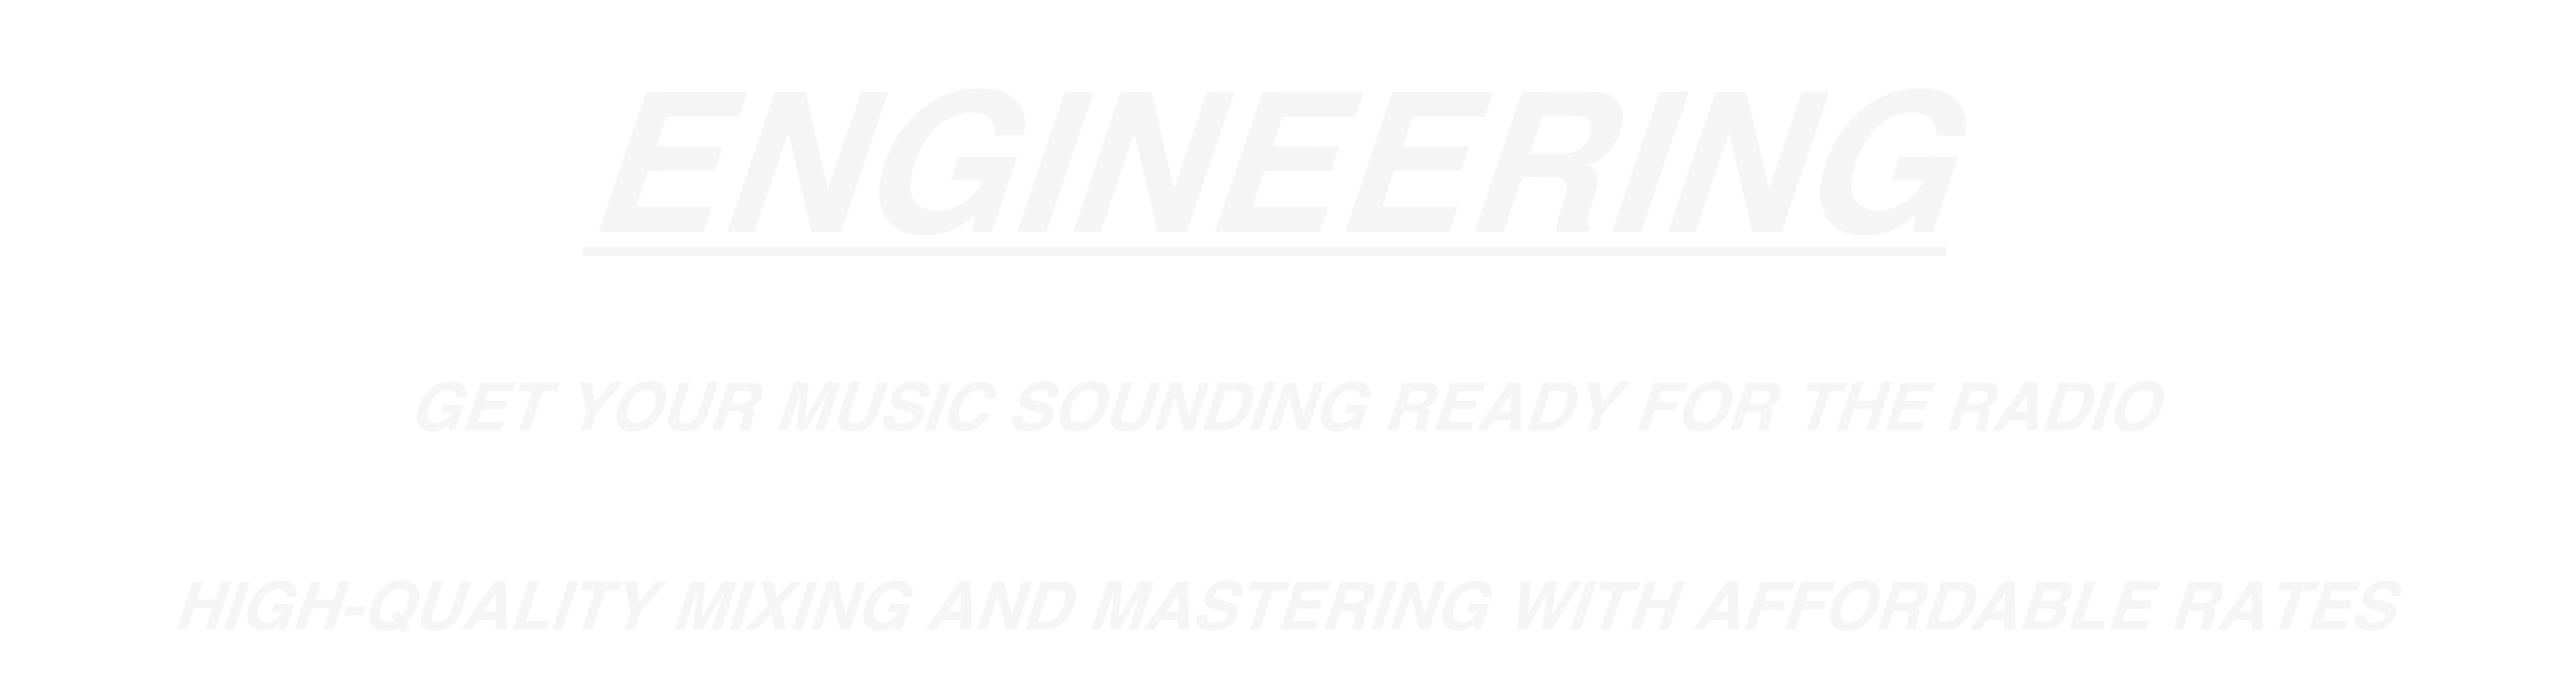 ENGINEERING
GET YOUR MUSIC SOUNDING READY FOR THE RADIO
HIGH-QUALITY MIXING AND MASTERING WITH AFFORDABLE RATES